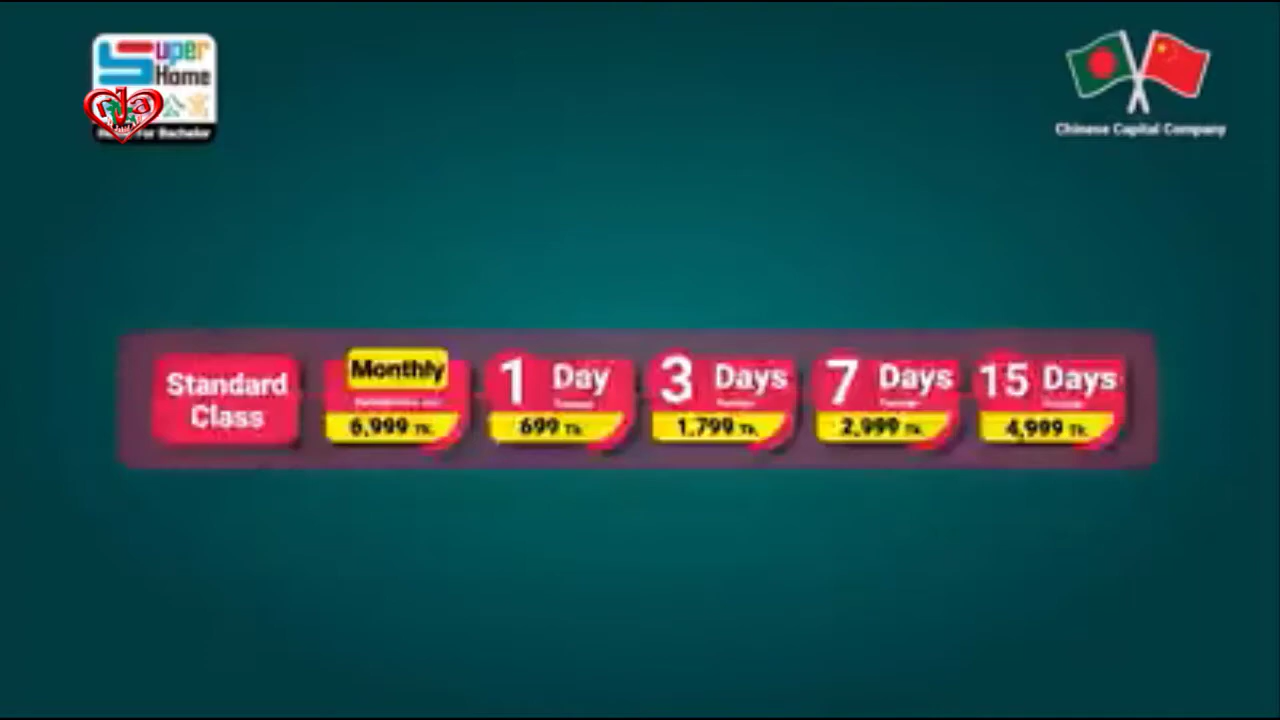 Super
Home
For Bachelor
Chinese Capital Company
Standard
Class
Monthly
6,999 Tk.
1 Day
699 Tk.
3 Days
1,799 Tk.
7 Days
2,999 Tk.
15 Days
4,999 Tk.